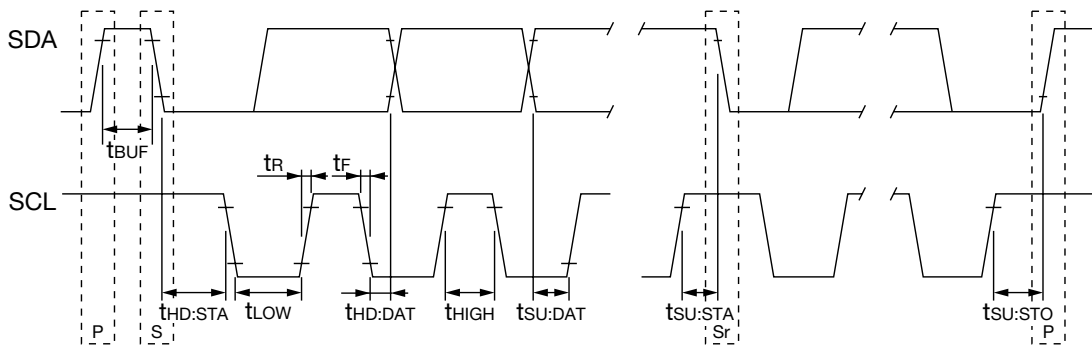 SDA
tBUF
tR
tF
SCL
tHD:STA
tLOW
tHD:DAT
tHIGH
tSU:DAT
tSU:STA
tSU:STO
P
S
Sr
P